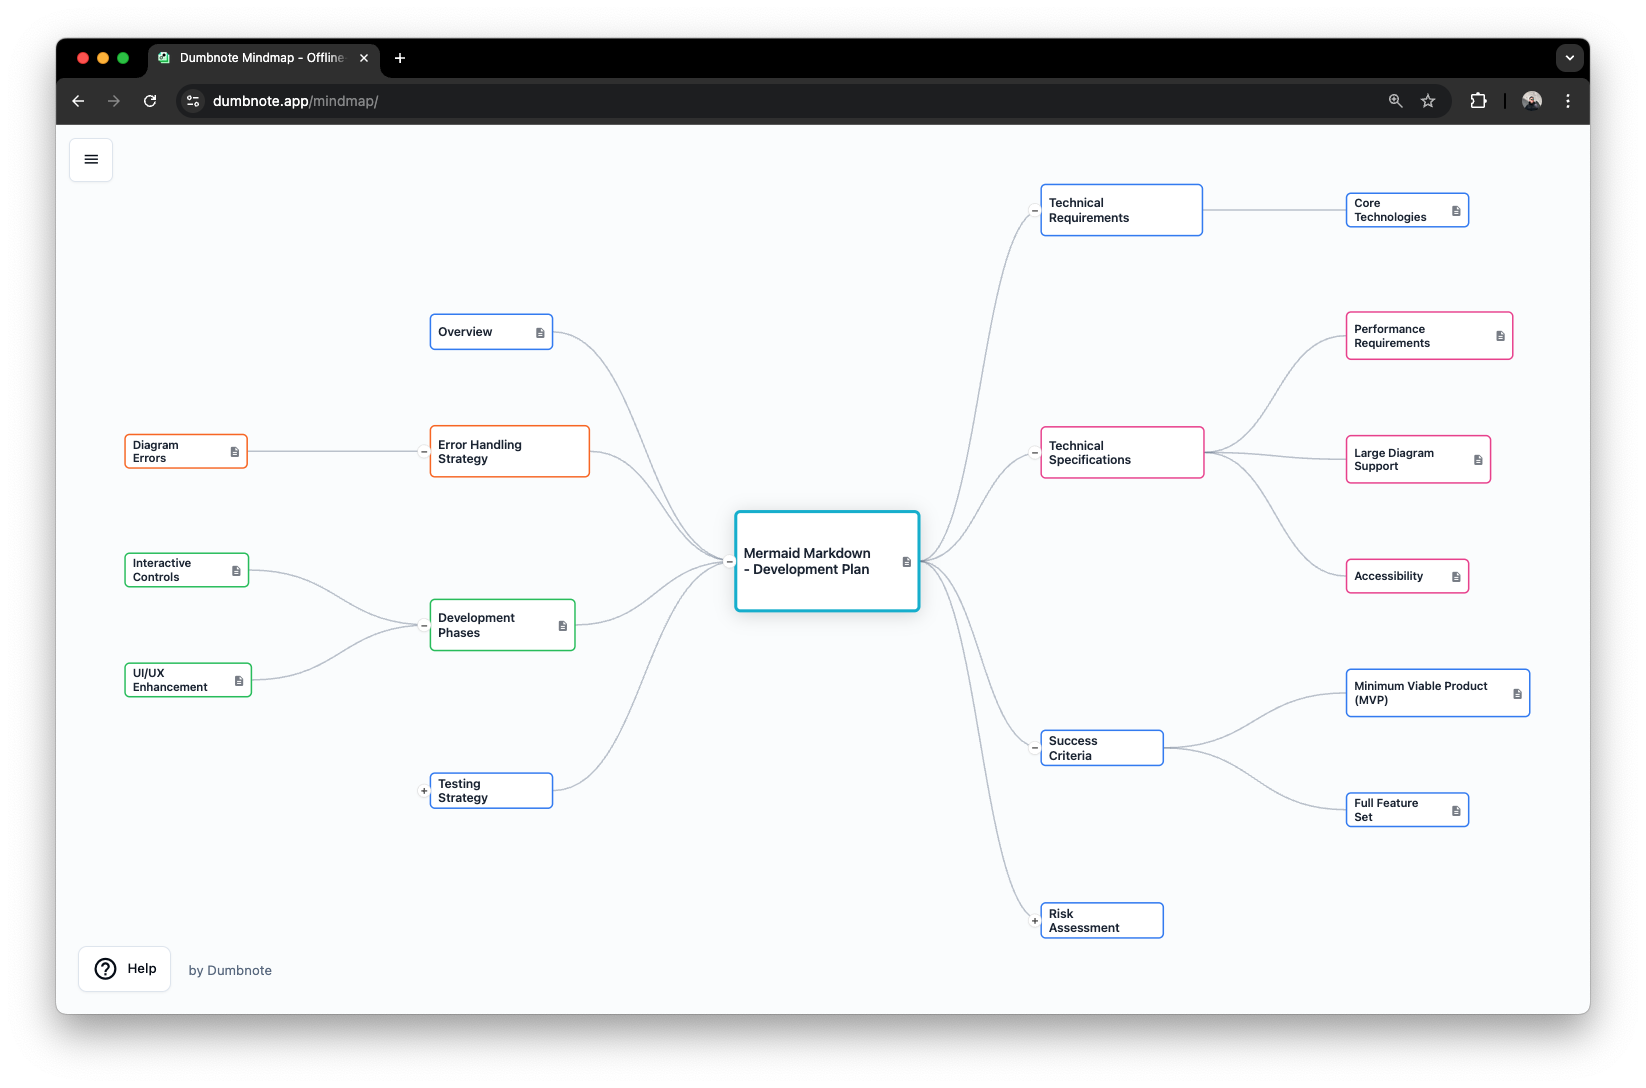 Dumbnote Mindmap - Offline
dumbnote.app/mindmap/
Technical
Requirements
Core
Technologies
Overview
Performance
Requirements
Diagram
Errors
Error Handling
Strategy
Technical
Specifications
Large Diagram
Support
Mermaid Markdown
- Development Plan
Interactive
Controls
Accessibility
Development
Phases
UI/UX
Enhancement
Minimum Viable Product
(MVP)
Success
Criteria
Testing
Strategy
Full Feature
Set
Risk
Assessment
Help
by Dumbnote